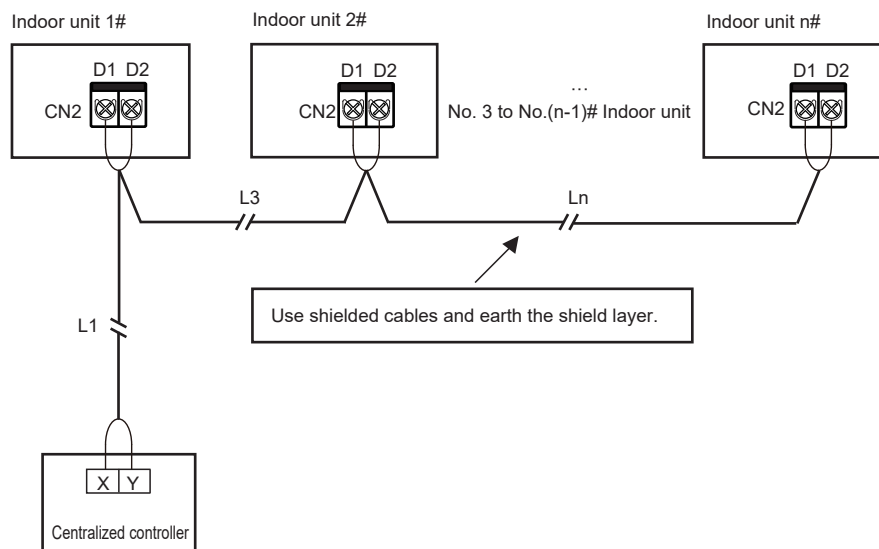 Indoor unit 1#
Indoor unit 2#
Indoor unit n#
D1 D2
CN2
D1 D2
CN2
…
No. 3 to No.(n-1)# Indoor unit
D1 D2
CN2
L3
Ln
Use shielded cables and earth the shield layer.
L1
X Y
Centralized controller